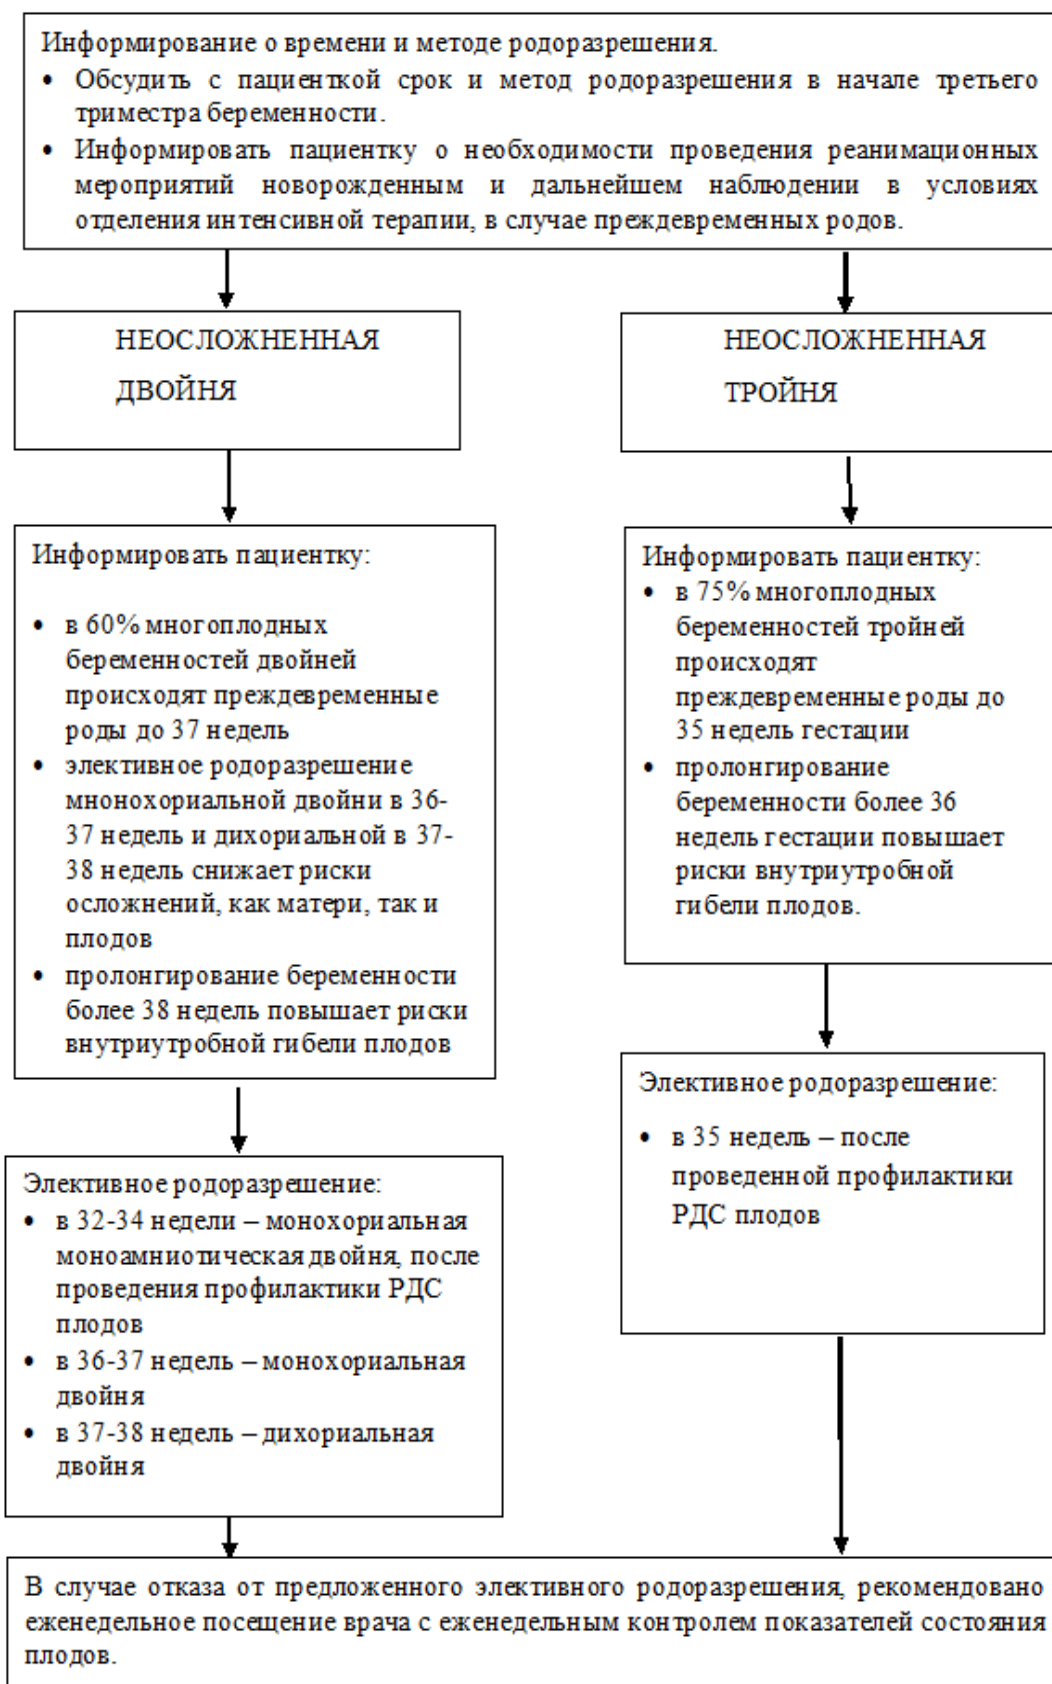 Информирование о времени и методе родоразрешения.
• Обсудить с пациенткой срок и метод родоразрешения в начале третьего
триместра беременности.
• Информировать пациентку о необходимости проведения реанимационных
мероприятий новорожденным и дальнейшем наблюдении в условиях
отделения интенсивной терапии, в случае преждевременных родов.
НЕОСЛОЖНЕННАЯ
ДВОЙНЯ
Информировать пациентку:
• в 60% многоплодных
беременностей двойней
происходят преждевременные
роды до 37 недель
• элективное родоразрешение
мнонохориальной двойни в 36-
37 недель и дихориальной в 37-
38 недель снижает риски
осложнений, как матери, так и
плодов
• пролонгирование беременности
более 38 недель повышает риски
внутриутробной гибели плодов
Элективное родоразрешение:
• в 32-34 недели – монохориальная
моноамниотическая двойня, после
проведения профилактики РДС
плодов
• в 36-37 недель – монохориальная
двойня
• в 37-38 недель – дихориальная
двойня
НЕОСЛОЖНЕННАЯ
ТРОЙНЯ
Информировать пациентку:
• в 75% многоплодных
беременностей тройней
происходят
преждевременные роды до
35 недель гестации
• пролонгирование
беременности более 36
недель гестации повышает
риски внутриутробной
гибели плодов.
Элективное родоразрешение:
• в 35 недель – после
проведенной профилактики
РДС плодов
В случае отказа от предложенного элективного родоразрешения, рекомендовано
еженедельное посещение врача с еженедельным контролем показателей состояния
плодов.